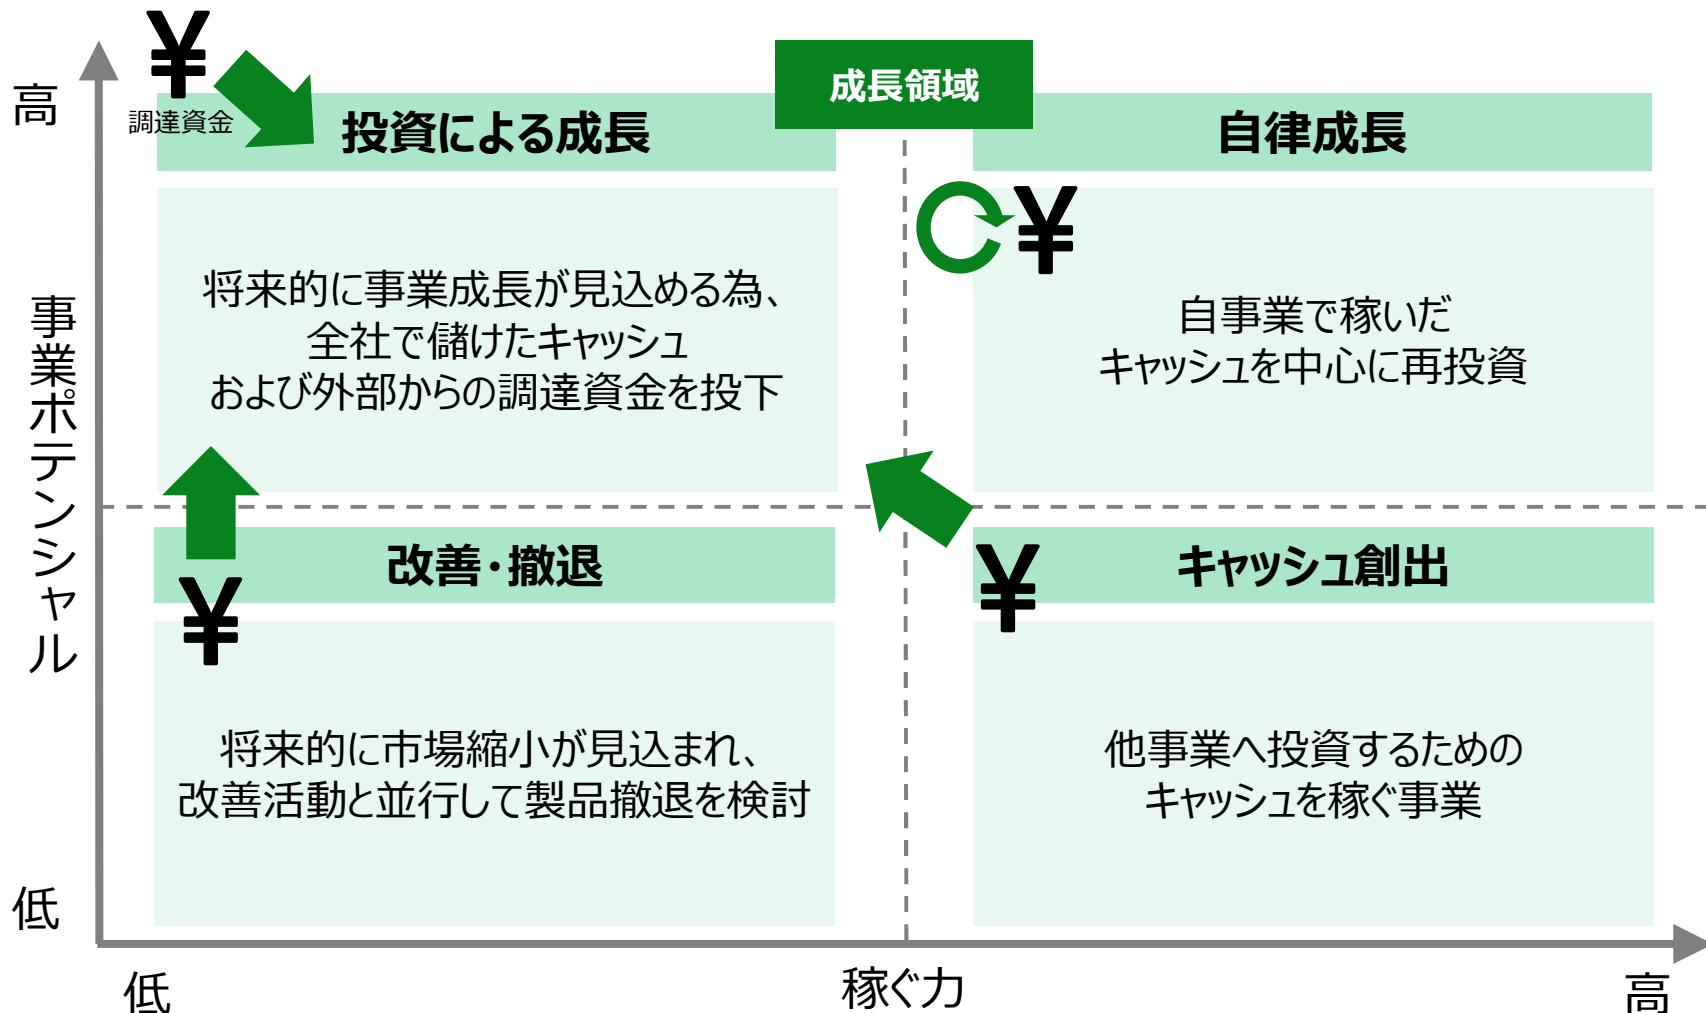 高
¥
調達資金
成長領域
投資による成長
自律成長
将来的に事業成長が見込める為、
全社で儲けたキャッシュ
および外部からの調達資金を投下
¥
自事業で稼いだ
キャッシュを中心に再投資
事業ポテンシャル
改善・撤退
¥
将来的に市場縮小が見込まれ、
改善活動と並行して製品撤退を検討
¥
キャッシュ創出
他事業へ投資するための
キャッシュを稼ぐ事業
低
低
稼ぐ力
高